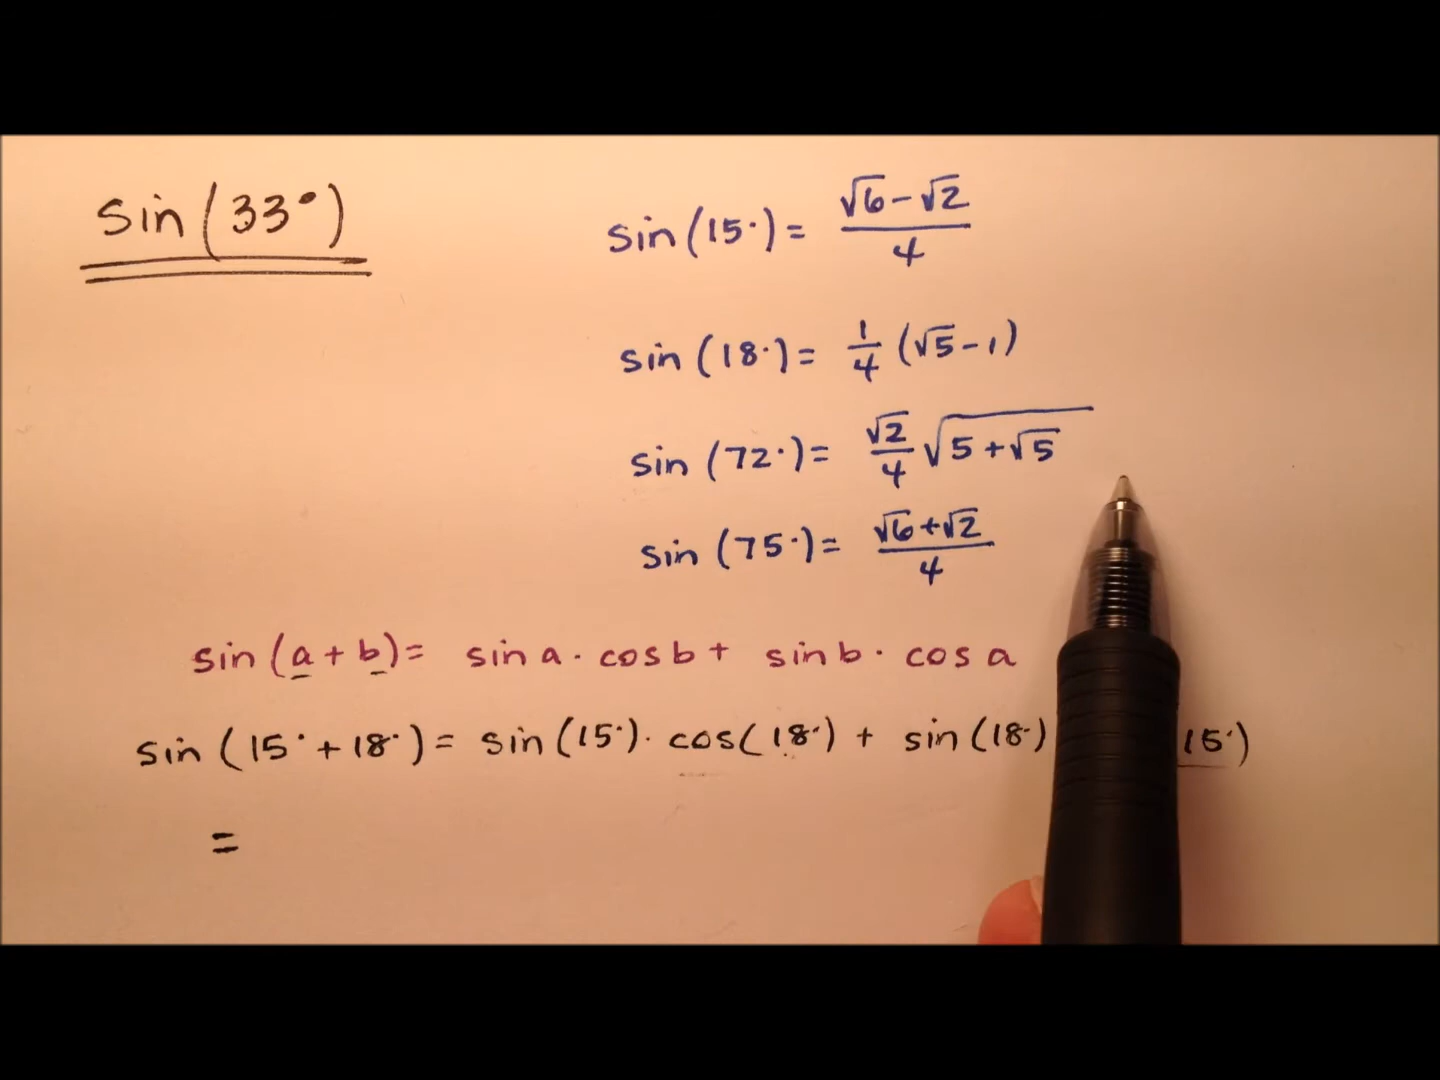 sin(33°)
sin(15°) = (√6 - √2)/4
sin(18°) = 1/4 (√5 - 1)
sin(72°) = √2/4 √(5 + √5)
sin(75°) = (√6 + √2)/4
sin(a + b) = sin a · cos b + sin b · cos a
sin(15° + 18°) = sin(15°) · cos(18°) + sin(18°) 15°)
=